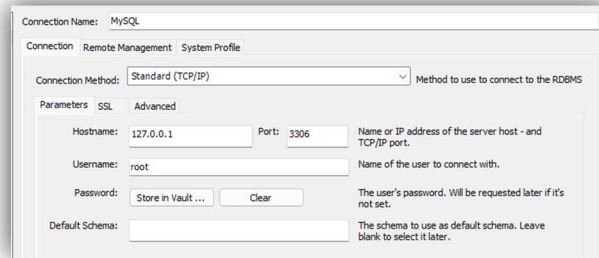 Connection Name: MySQL
Connection Remote Management System Profile
Connection Method: Standard (TCP/IP) Method to use to connect to the RDBMS
Parameters SSL Advanced
Hostname: 127.0.0.1 Port: 3306 Name or IP address of the server host - and
TCP/IP port.
Username: root Name of the user to connect with.
Password: Store in Vault ... Clear The user's password. Will be requested later if it's
not set.
Default Schema: The schema to use as default schema. Leave
blank to select it later.